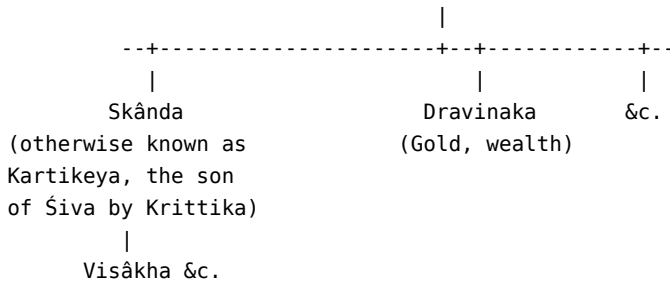 |
--+----------------------+--+------------+--
| | |
Skânda Dravinaka &c.
(otherwise known as (Gold, wealth)
Kartikeya, the son
of Śiva by Krittika)
|
Visâkha &c.